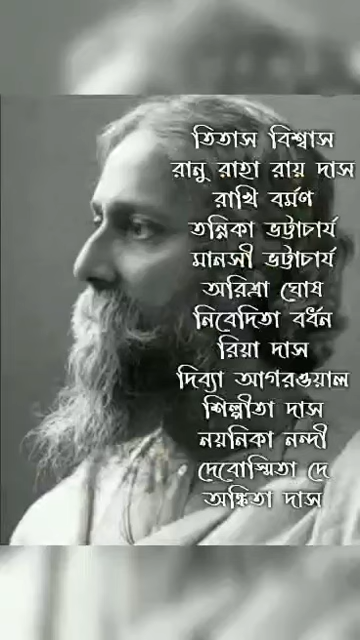 তিতাস বিশ্বাস
রানু রাহা রায় দাস
রাখি বর্মণ
তন্নিকা ভট্টাচার্য
মানসী ভট্টাচার্য
অরিশ্রা ঘোষ
নিবেদিতা বর্ধন
রিয়া দাস
দিব্যা আগরওয়াল
শিল্পীতা দাস
নয়নিকা নন্দী
দেবোস্মিতা দে
অঙ্কিতা দাস